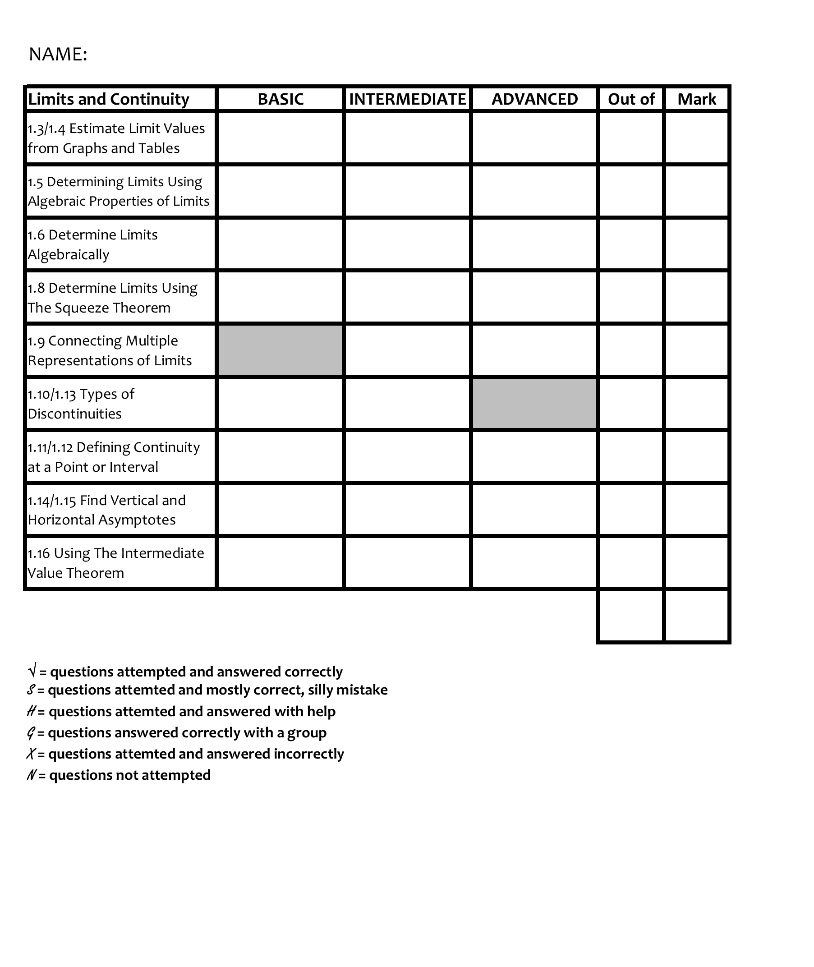 NAME:
Limits and Continuity BASIC INTERMEDIATE ADVANCED Out of Mark
1.3/1.4 Estimate Limit Values
from Graphs and Tables
1.5 Determining Limits Using
Algebraic Properties of Limits
1.6 Determine Limits
Algebraically
1.8 Determine Limits Using
The Squeeze Theorem
1.9 Connecting Multiple
Representations of Limits
1.10/1.13 Types of
Discontinuities
1.11/1.12 Defining Continuity
at a Point or Interval
1.14/1.15 Find Vertical and
Horizontal Asymptotes
1.16 Using The Intermediate
Value Theorem
√ = questions attempted and answered correctly
S = questions attemted and mostly correct, silly mistake
H = questions attemted and answered with help
G = questions answered correctly with a group
X = questions attemted and answered incorrectly
N = questions not attempted